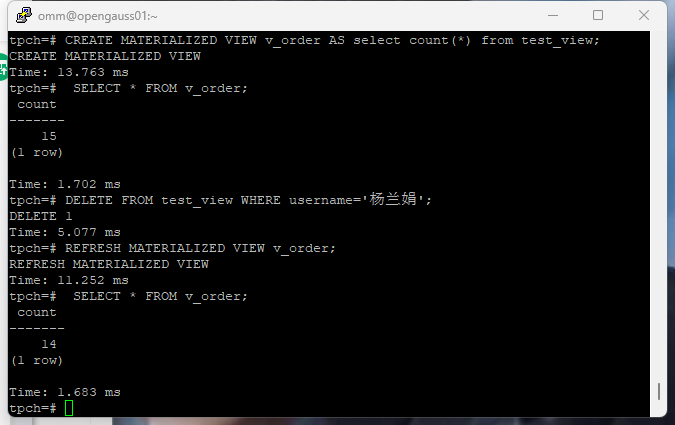 omm@opengauss01:~
tpch=# CREATE MATERIALIZED VIEW v_order AS select count(*) from test_view;
CREATE MATERIALIZED VIEW
Time: 13.763 ms
tpch=#  SELECT * FROM v_order;
 count
-------
    15
(1 row)

Time: 1.702 ms
tpch=# DELETE FROM test_view WHERE username='杨兰娟';
DELETE 1
Time: 5.077 ms
tpch=# REFRESH MATERIALIZED VIEW v_order;
REFRESH MATERIALIZED VIEW
Time: 11.252 ms
tpch=#  SELECT * FROM v_order;
 count
-------
    14
(1 row)

Time: 1.683 ms
tpch=#